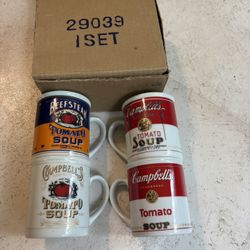 29039
1SET
BEEFSTEAK
TOMATO
SOUP
Campbell's
TOMATO
SOUP
CAMPBELL'S
TOMATO
SOUP
Campbell's
Tomato
SOUP